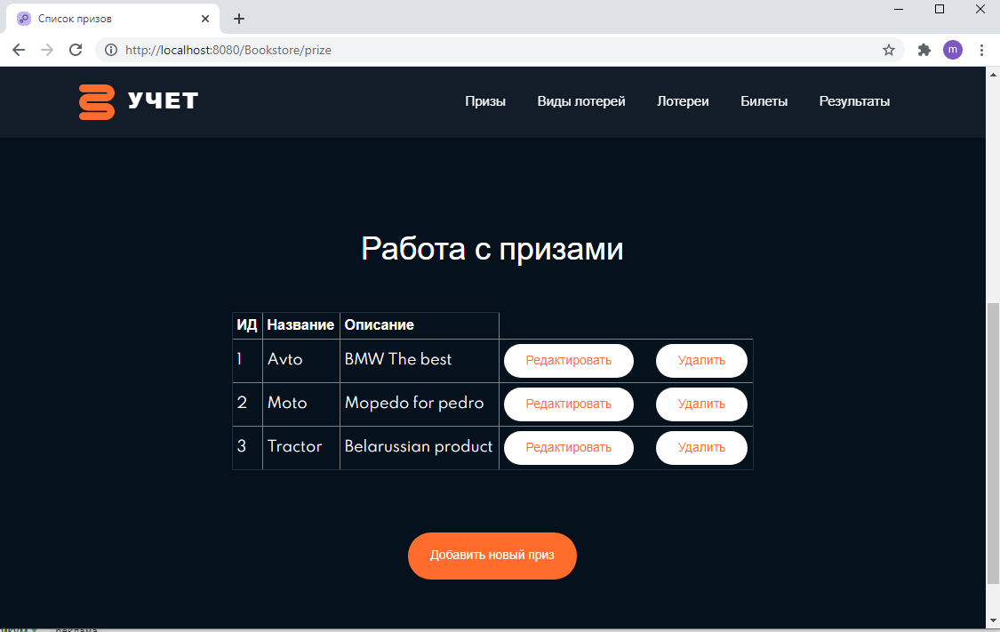 Список призов
http://localhost:8080/Bookstore/prize
m
УЧЕТ
Призы Виды лотерей Лотереи Билеты Результаты
Работа с призами
ИД Название Описание
1 Avto BMW The best Редактировать Удалить
2 Moto Mopedo for pedro Редактировать Удалить
3 Tractor Belarussian product Редактировать Удалить
Добавить новый приз